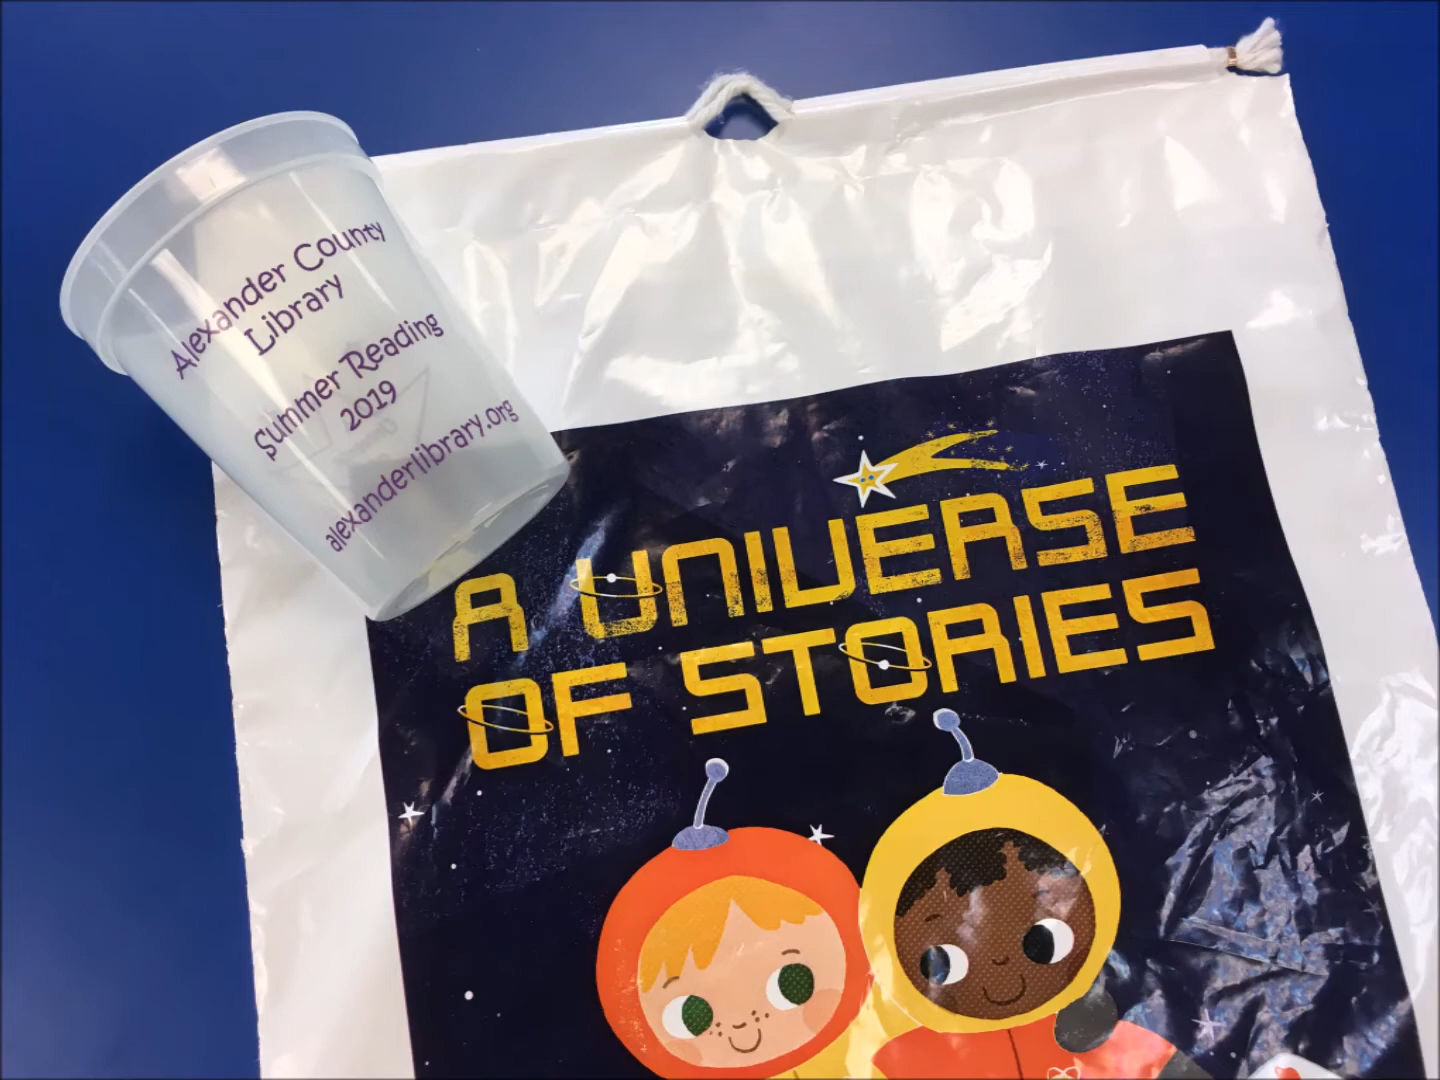 Alexander County
Library
Summer Reading
2019
alexanderlibrary.org
A UNIVERSE
OF STORIES